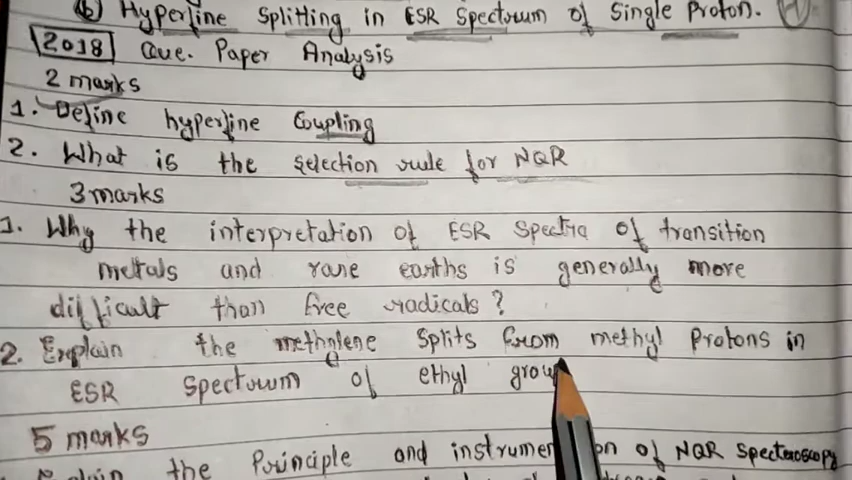 (b) Hyperfine Splitting in ESR Spectrum of Single Proton.
2018 Que. Paper Analysis
2 marks
1. Define hyperfine Coupling
2. What is the selection rule for NQR
3 marks
1. Why the interpretation of ESR Spectra of transition
metals and rare earths is generally more
difficult than free radicals?
2. Explain the methylene splits from methyl Protons in
ESR spectrum of ethyl grou
5 marks
the Principle and instrumen on of NQR spectroscopy